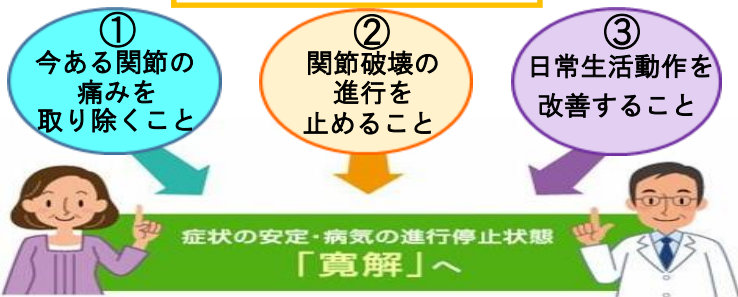 ①
今ある関節の
痛みを
取り除くこと
②
関節破壊の
進行を
止めること
③
日常生活動作を
改善すること
症状の安定・病気の進行停止状態
「寛解」へ